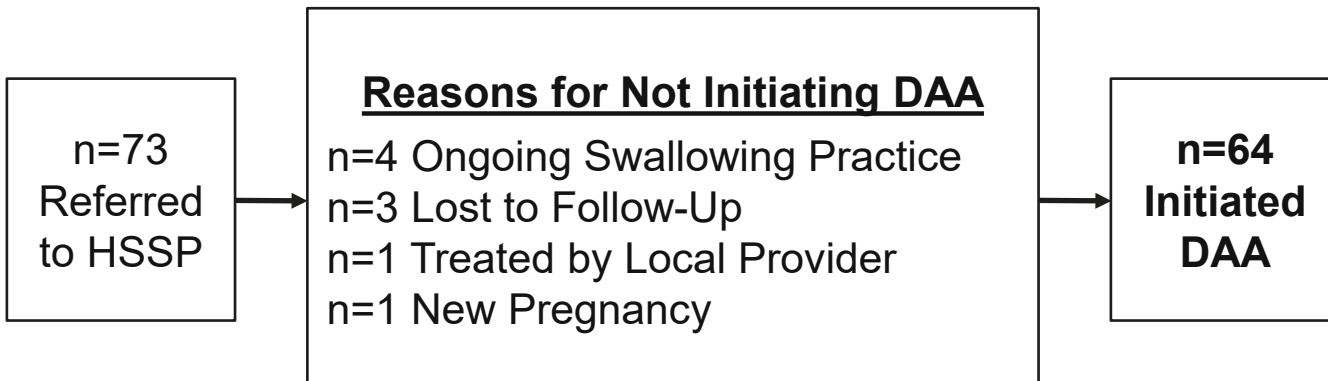 n=73
Referred
to HSSP
Reasons for Not Initiating DAA
n=4 Ongoing Swallowing Practice
n=3 Lost to Follow-Up
n=1 Treated by Local Provider
n=1 New Pregnancy
n=64
Initiated
DAA